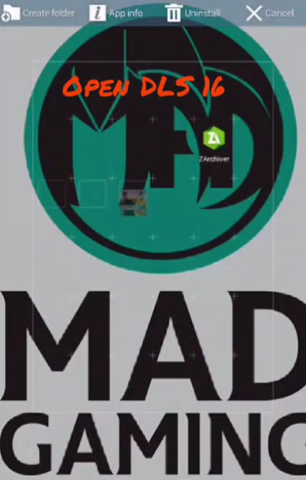 Create folder App info Uninstall Cancel
OPEN DLS 16
ZArchiver
MAD
GAMING